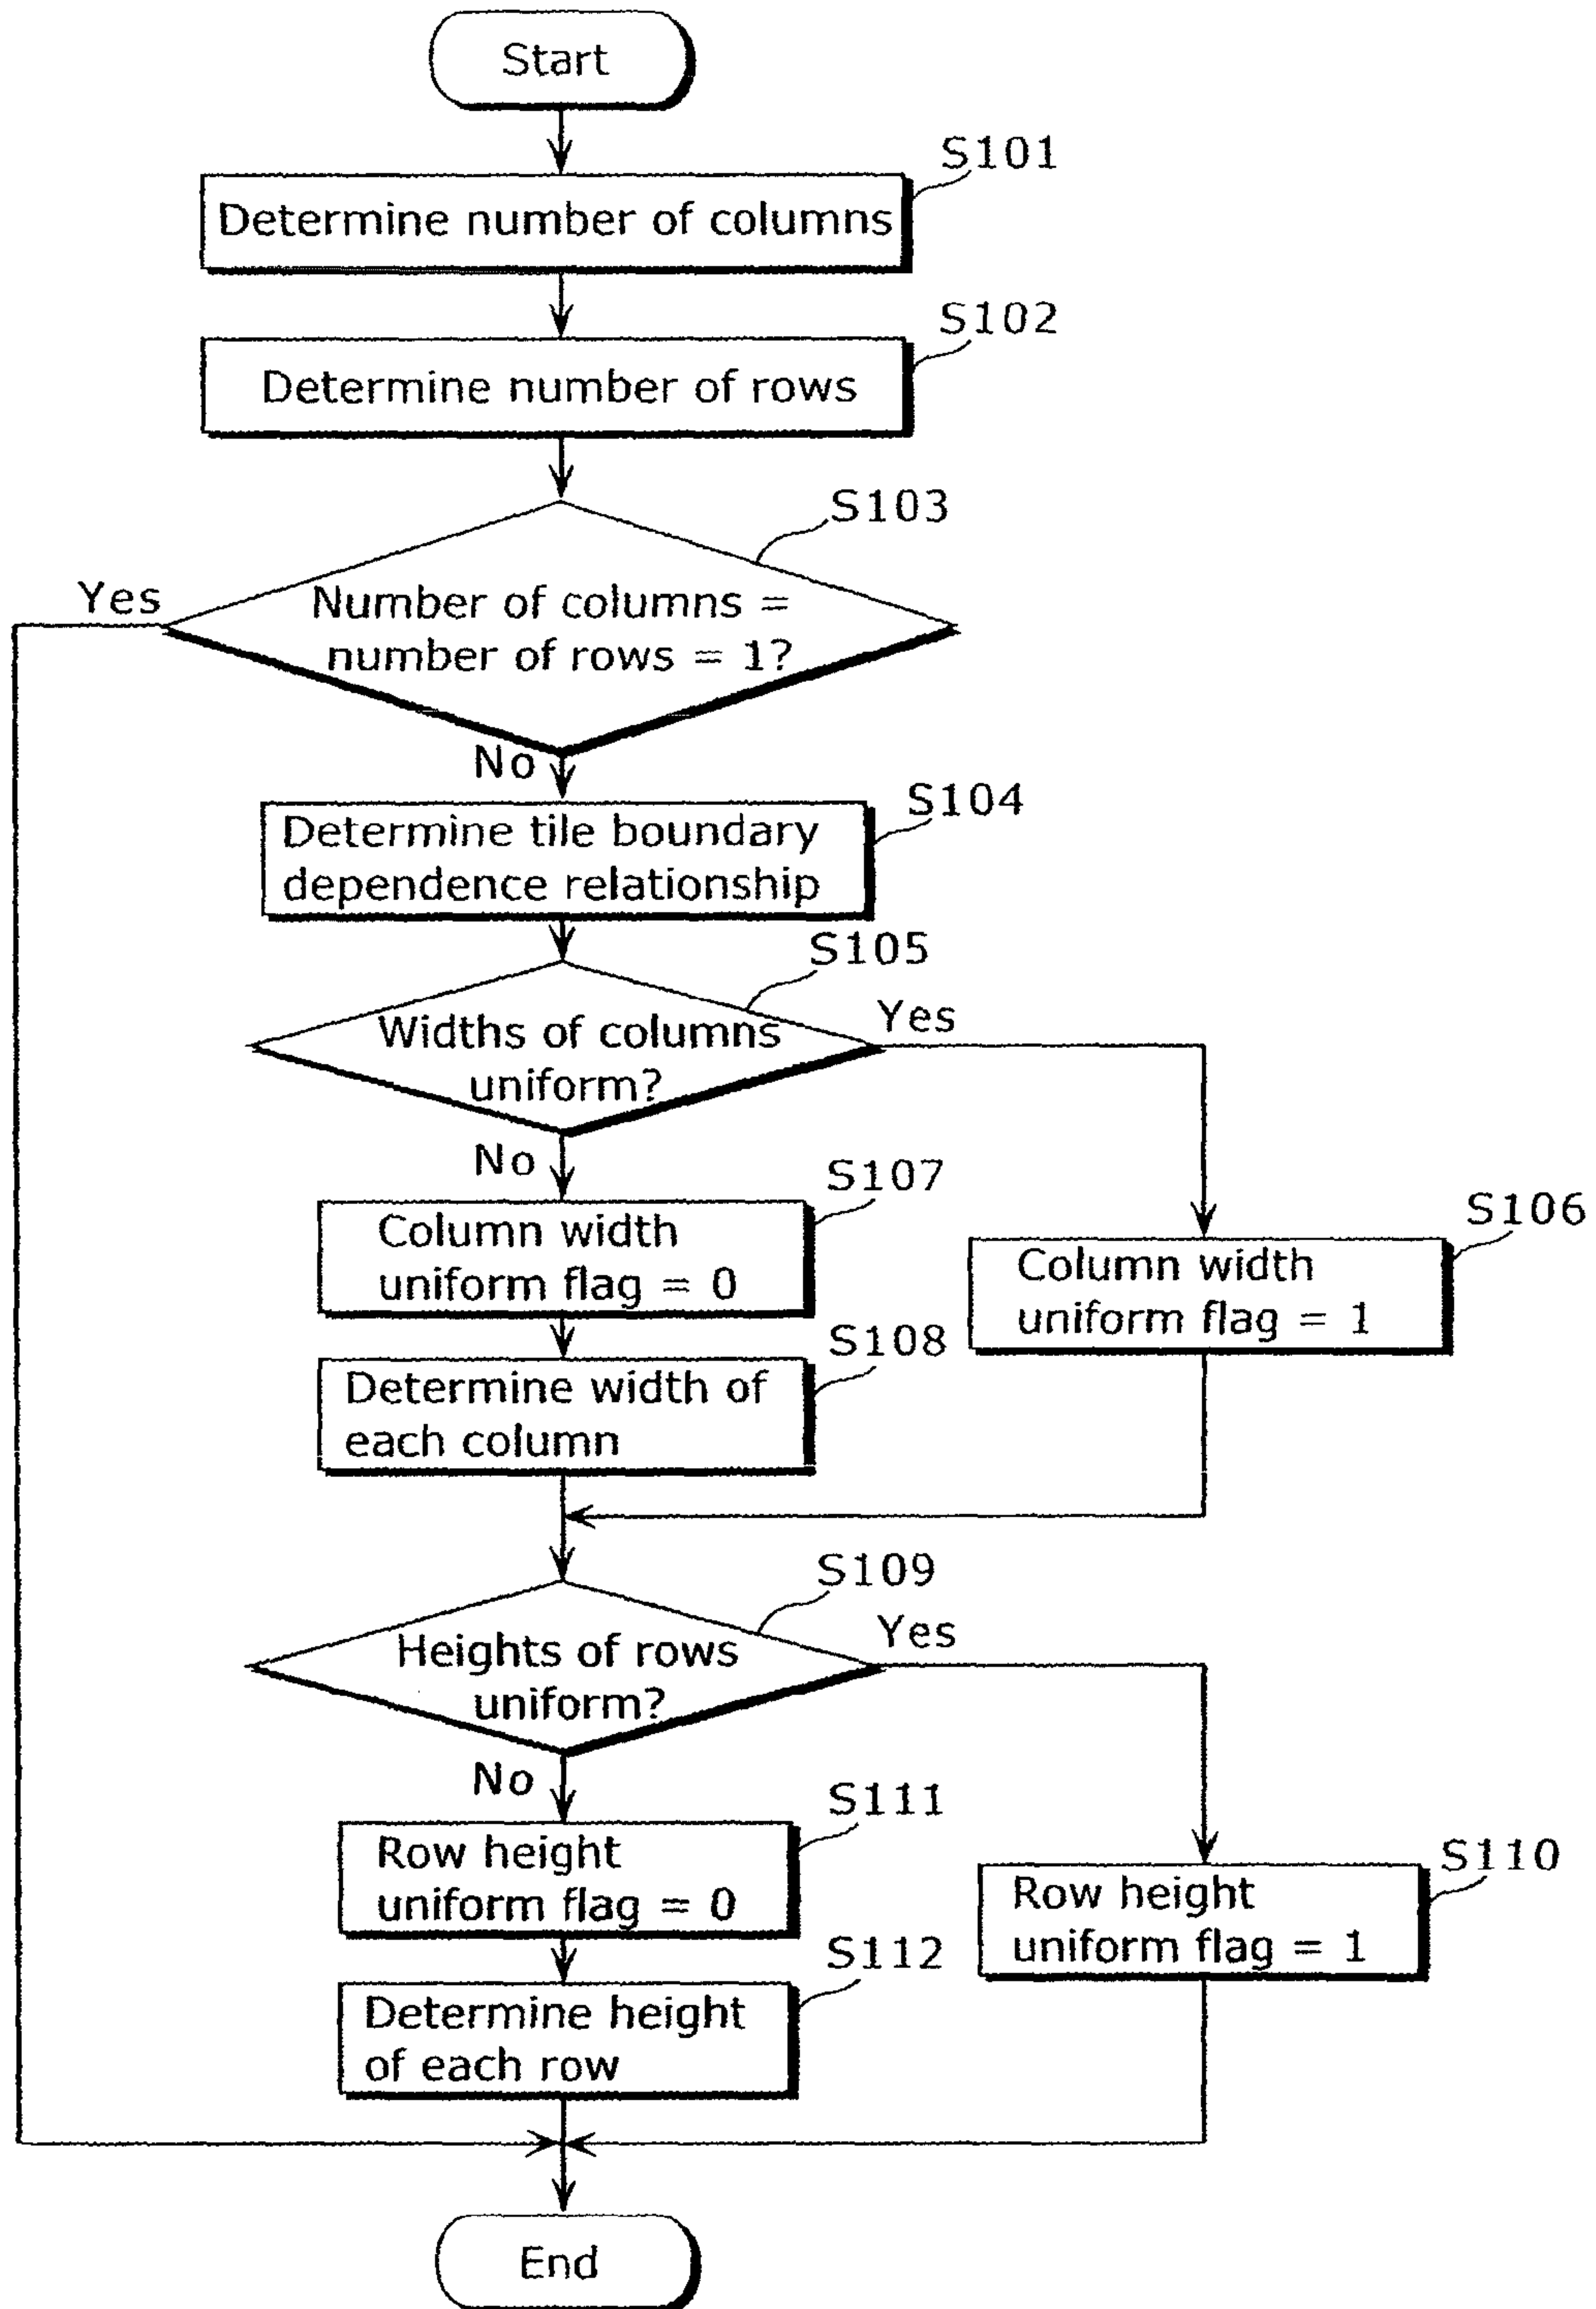 Start
S101
Determine number of columns
S102
Determine number of rows
S103
Yes
Number of columns =
number of rows = 1?
No
S104
Determine tile boundary
dependence relationship
S105
Yes
Widths of columns
uniform?
No
S107
Column width
uniform flag = 0
S106
Column width
uniform flag = 1
S108
Determine width of
each column
S109
Yes
Heights of rows
uniform?
No
S111
Row height
uniform flag = 0
S110
Row height
uniform flag = 1
S112
Determine height
of each row
End